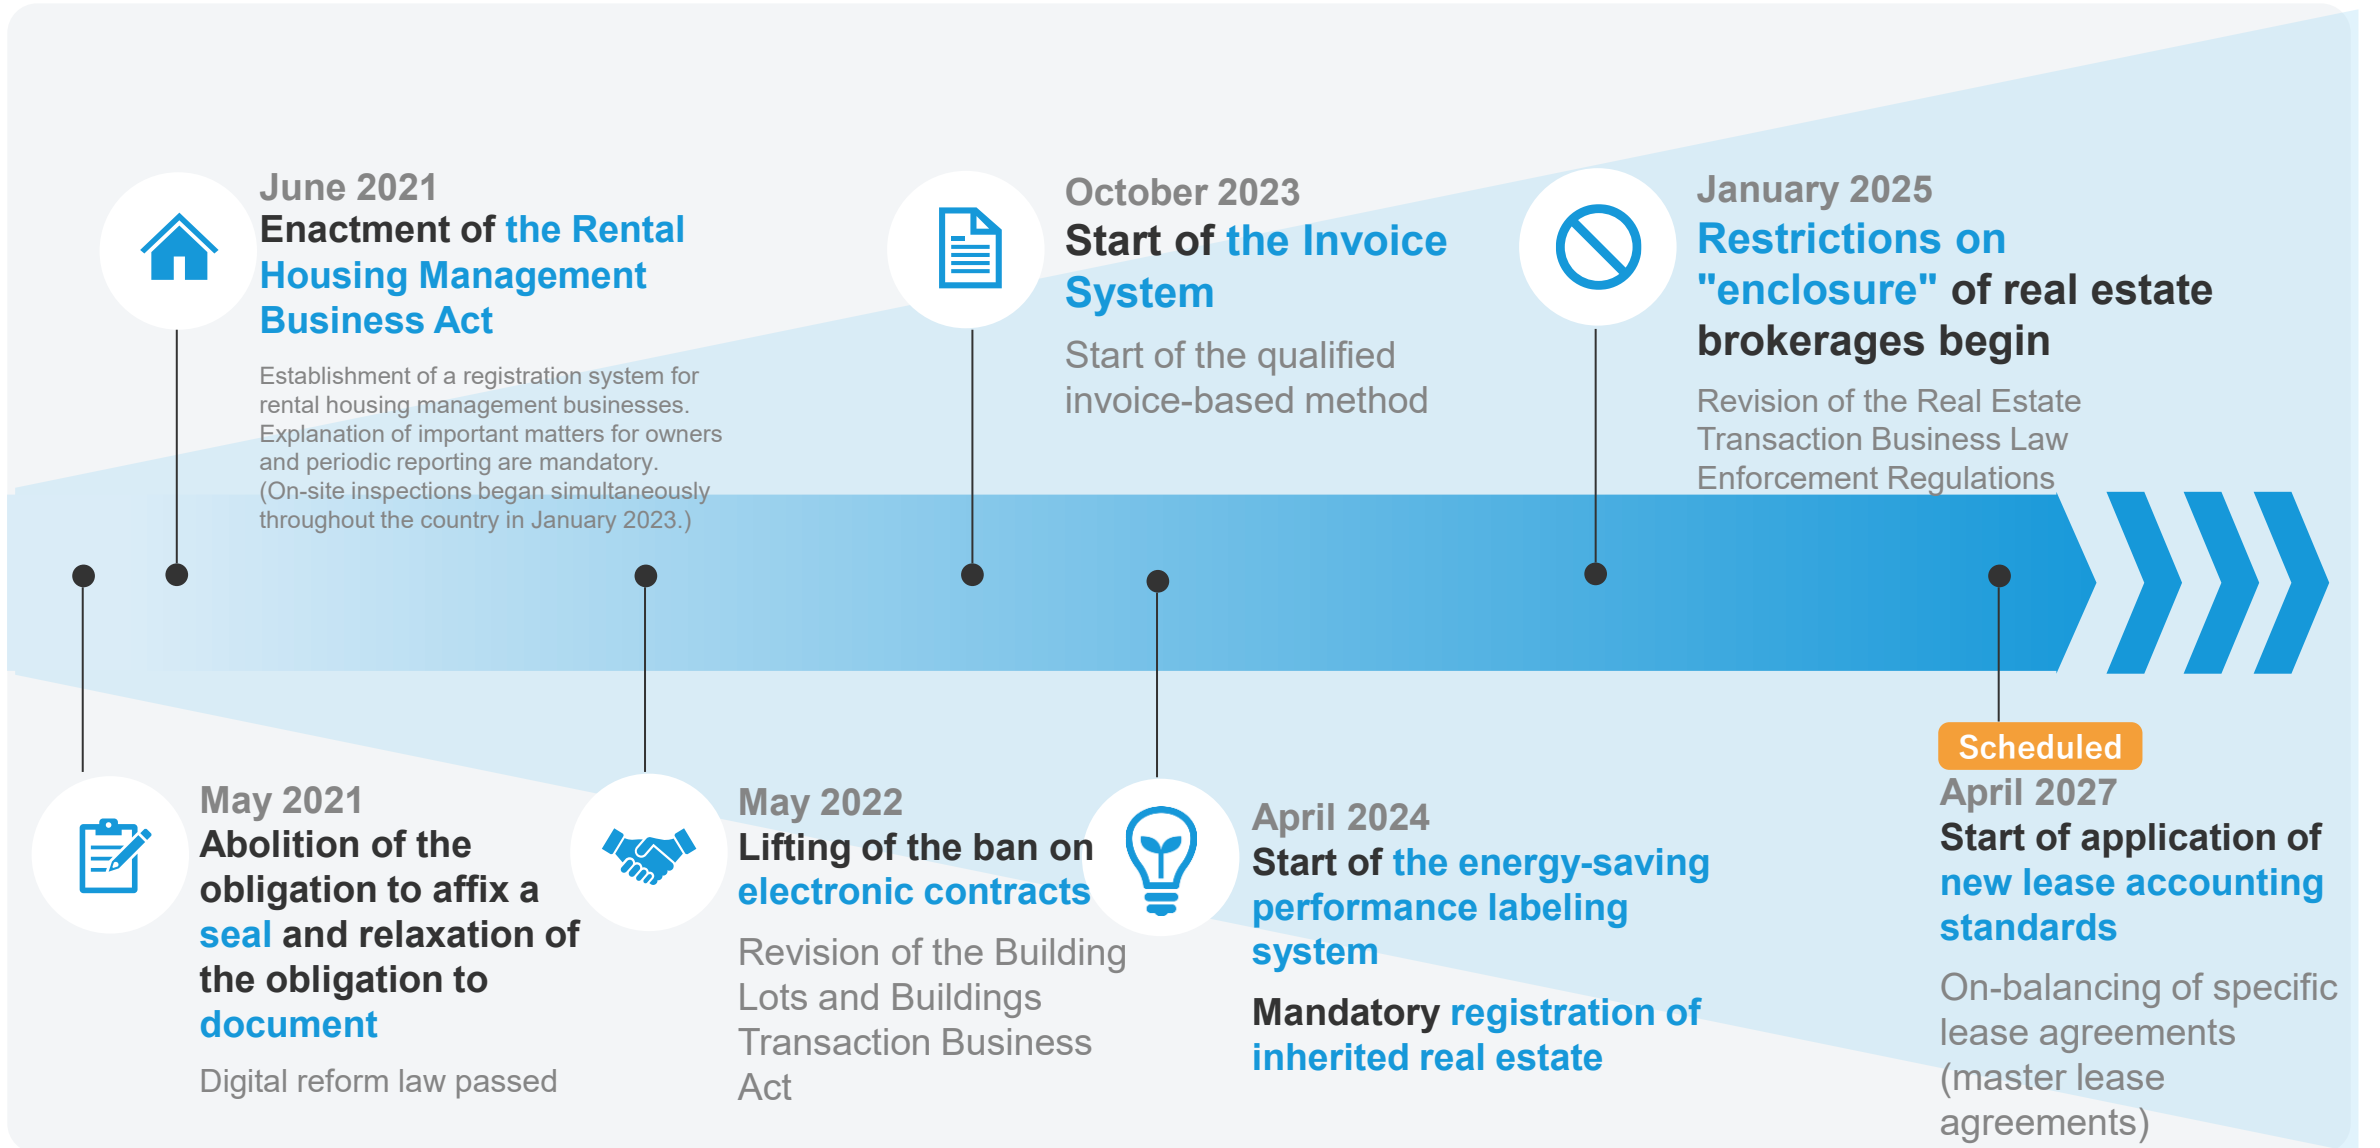 June 2021
Enactment of the Rental
Housing Management
Business Act
Establishment of a registration system for
rental housing management businesses.
Explanation of important matters for owners
and periodic reporting are mandatory.
(On-site inspections began simultaneously
throughout the country in January 2023.)
October 2023
Start of the Invoice
System
Start of the qualified
invoice-based method
January 2025
Restrictions on
"enclosure" of real estate
brokerages begin
Revision of the Real Estate
Transaction Business Law
Enforcement Regulations
May 2021
Abolition of the
obligation to affix a
seal and relaxation of
the obligation to
document
Digital reform law passed
May 2022
Lifting of the ban on
electronic contracts
Revision of the Building
Lots and Buildings
Transaction Business
Act
April 2024
Start of the energy-saving
performance labeling
system
Mandatory registration of
inherited real estate
Scheduled
April 2027
Start of application of
new lease accounting
standards
On-balancing of specific
lease agreements
(master lease
agreements)